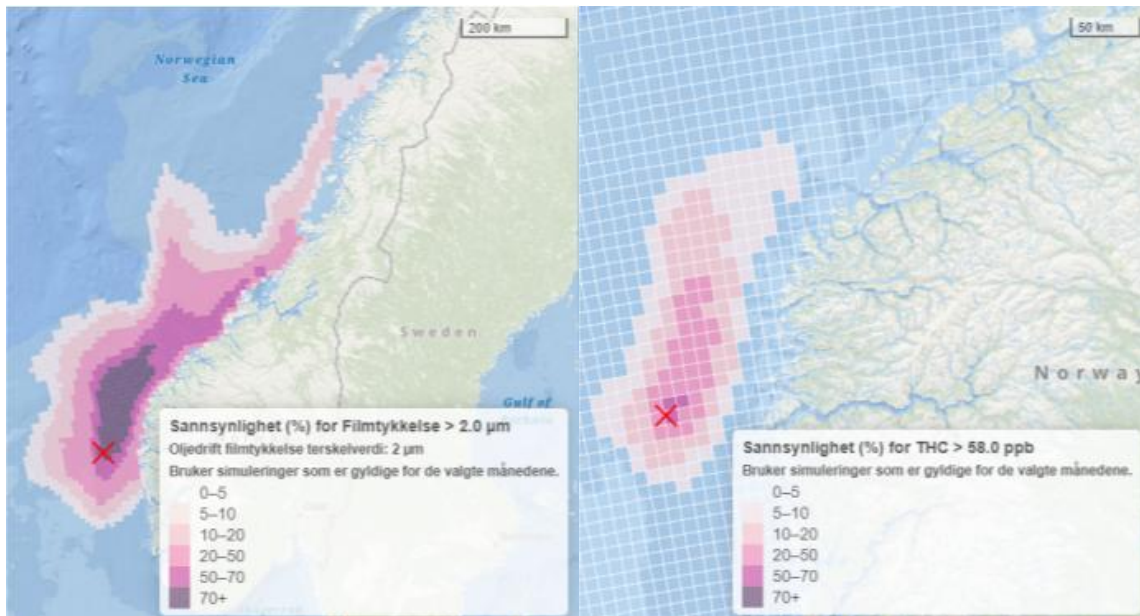 200 km
Norwegian
Sea
Sweden
Gulf of
Sannsynlighet (%) for Filmtykkelse > 2.0 µm
Oljedrift filmtykkelse terskelverdi: 2 µm
Bruker simuleringer som er gyldige for de valgte månedene.
0–5
5–10
10–20
20–50
50–70
70+
50 km
Norway
Sannsynlighet (%) for THC > 58.0 ppb
Bruker simuleringer som er gyldige for de valgte månedene.
0–5
5–10
10–20
20–50
50–70
70+